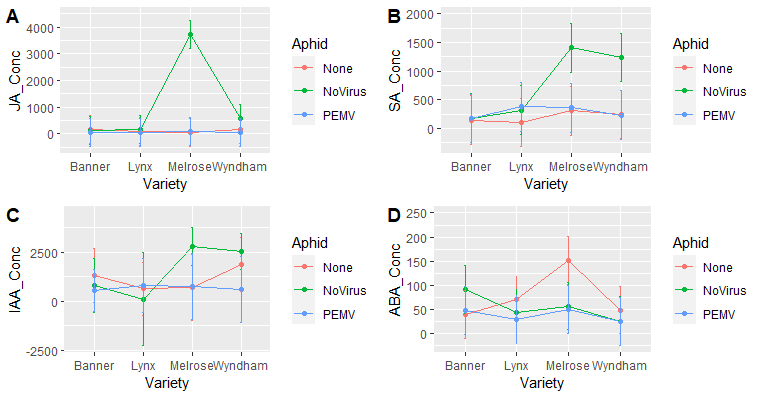 A
JA_Conc
4000
3000
2000
1000
0
Banner Lynx Melrose Wyndham
Variety
Aphid
None
NoVirus
PEMV
B
SA_Conc
2000
1500
1000
500
0
Banner Lynx Melrose Wyndham
Variety
Aphid
None
NoVirus
PEMV
C
IAA_Conc
2500
0
-2500
Banner Lynx Melrose Wyndham
Variety
Aphid
None
NoVirus
PEMV
D
ABA_Conc
250
200
150
100
50
0
Banner Lynx Melrose Wyndham
Variety
Aphid
None
NoVirus
PEMV